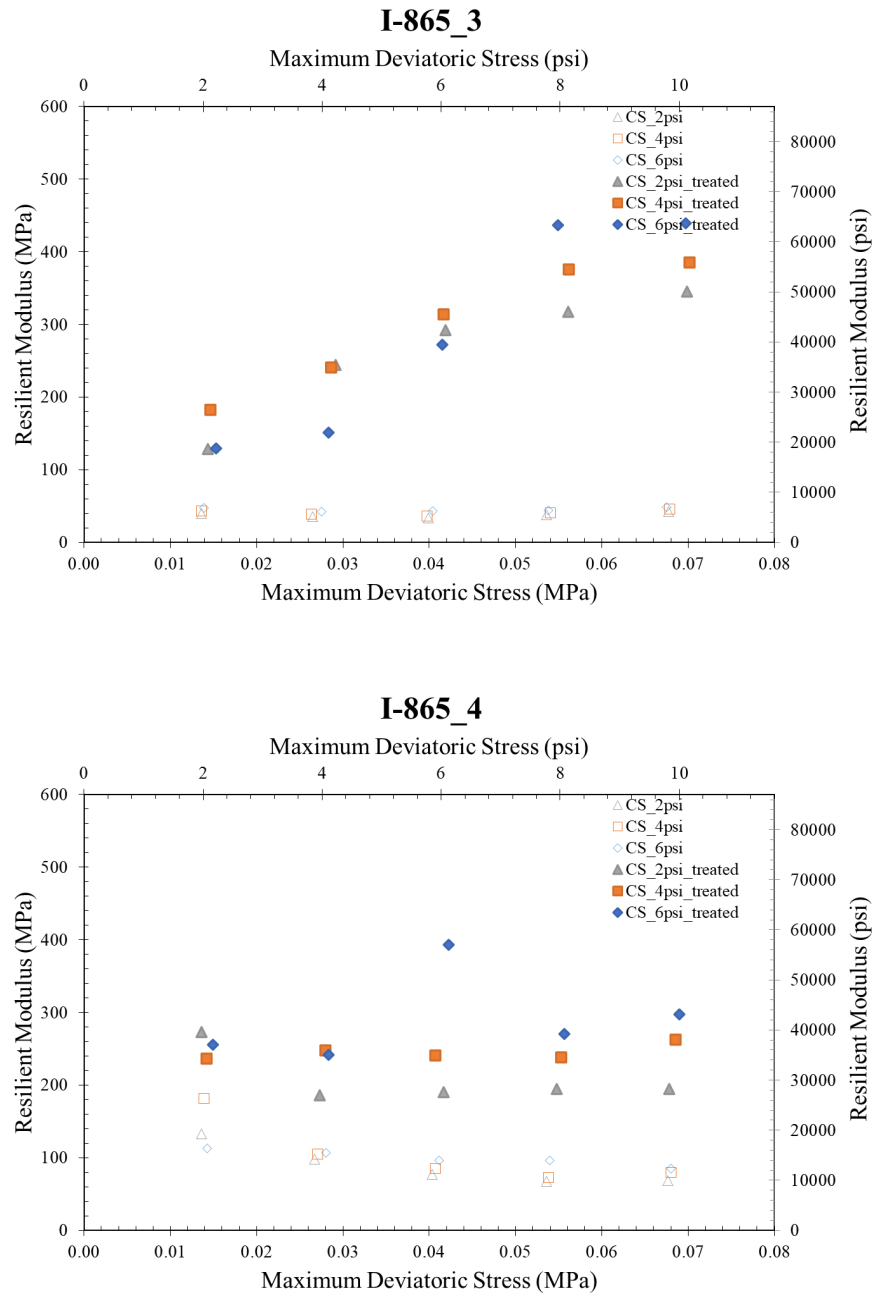 I-865_3
Maximum Deviatoric Stress (psi)
0 2 4 6 8 10
600
500
400
300
200
100
0
Resilient Modulus (MPa)
CS_2psi
CS_4psi
CS_6psi
CS_2psi_treated
CS_4psi_treated
CS_6psi_treated
80000
70000
60000
50000
40000
30000
20000
10000
0
Resilient Modulus (psi)
0.00 0.01 0.02 0.03 0.04 0.05 0.06 0.07 0.08
Maximum Deviatoric Stress (MPa)
I-865_4
Maximum Deviatoric Stress (psi)
0 2 4 6 8 10
600
500
400
300
200
100
0
Resilient Modulus (MPa)
CS_2psi
CS_4psi
CS_6psi
CS_2psi_treated
CS_4psi_treated
CS_6psi_treated
80000
70000
60000
50000
40000
30000
20000
10000
0
Resilient Modulus (psi)
0.00 0.01 0.02 0.03 0.04 0.05 0.06 0.07 0.08
Maximum Deviatoric Stress (MPa)